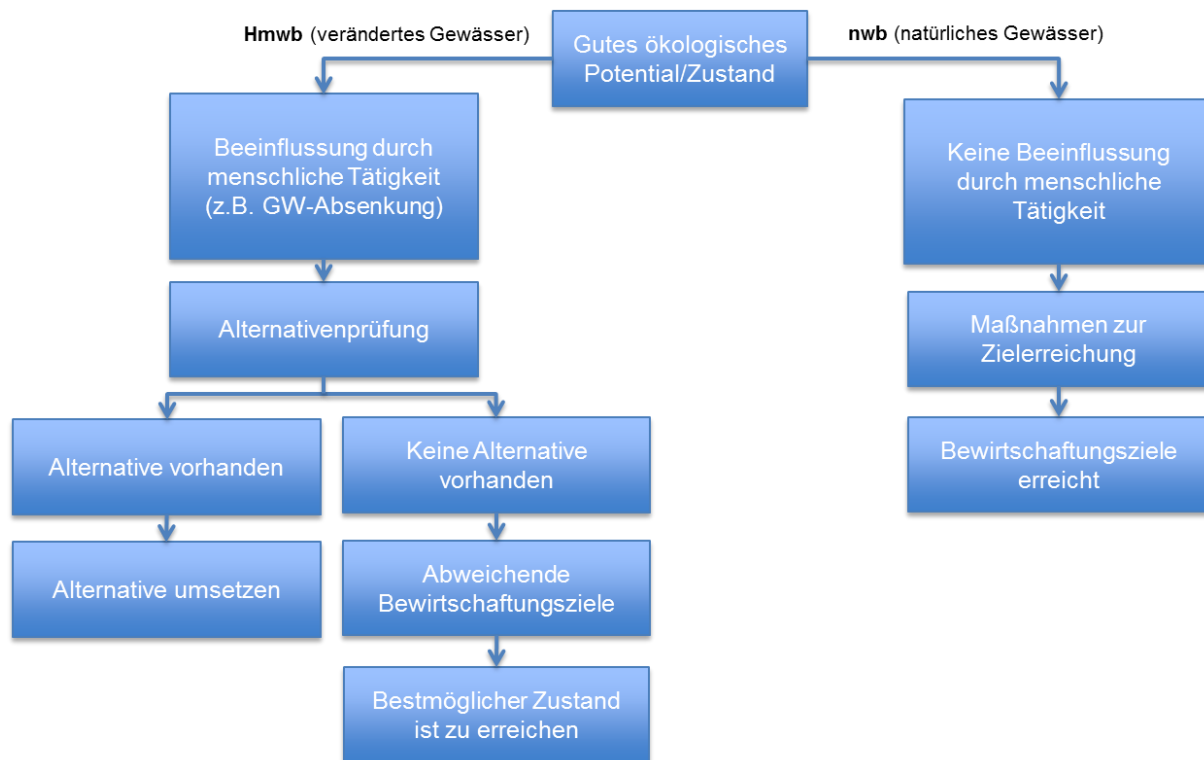 Hmwb (verändertes Gewässer)
Gutes ökologisches
Potential/Zustand
nwb (natürliches Gewässer)
Beeinflussung durch
menschliche Tätigkeit
(z.B. GW-Absenkung)
Keine Beeinflussung
durch menschliche
Tätigkeit
Alternativenprüfung
Maßnahmen zur
Zielerreichung
Alternative vorhanden
Keine Alternative
vorhanden
Bewirtschaftungsziele
erreicht
Alternative umsetzen
Abweichende
Bewirtschaftungsziele
Bestmöglicher Zustand
ist zu erreichen